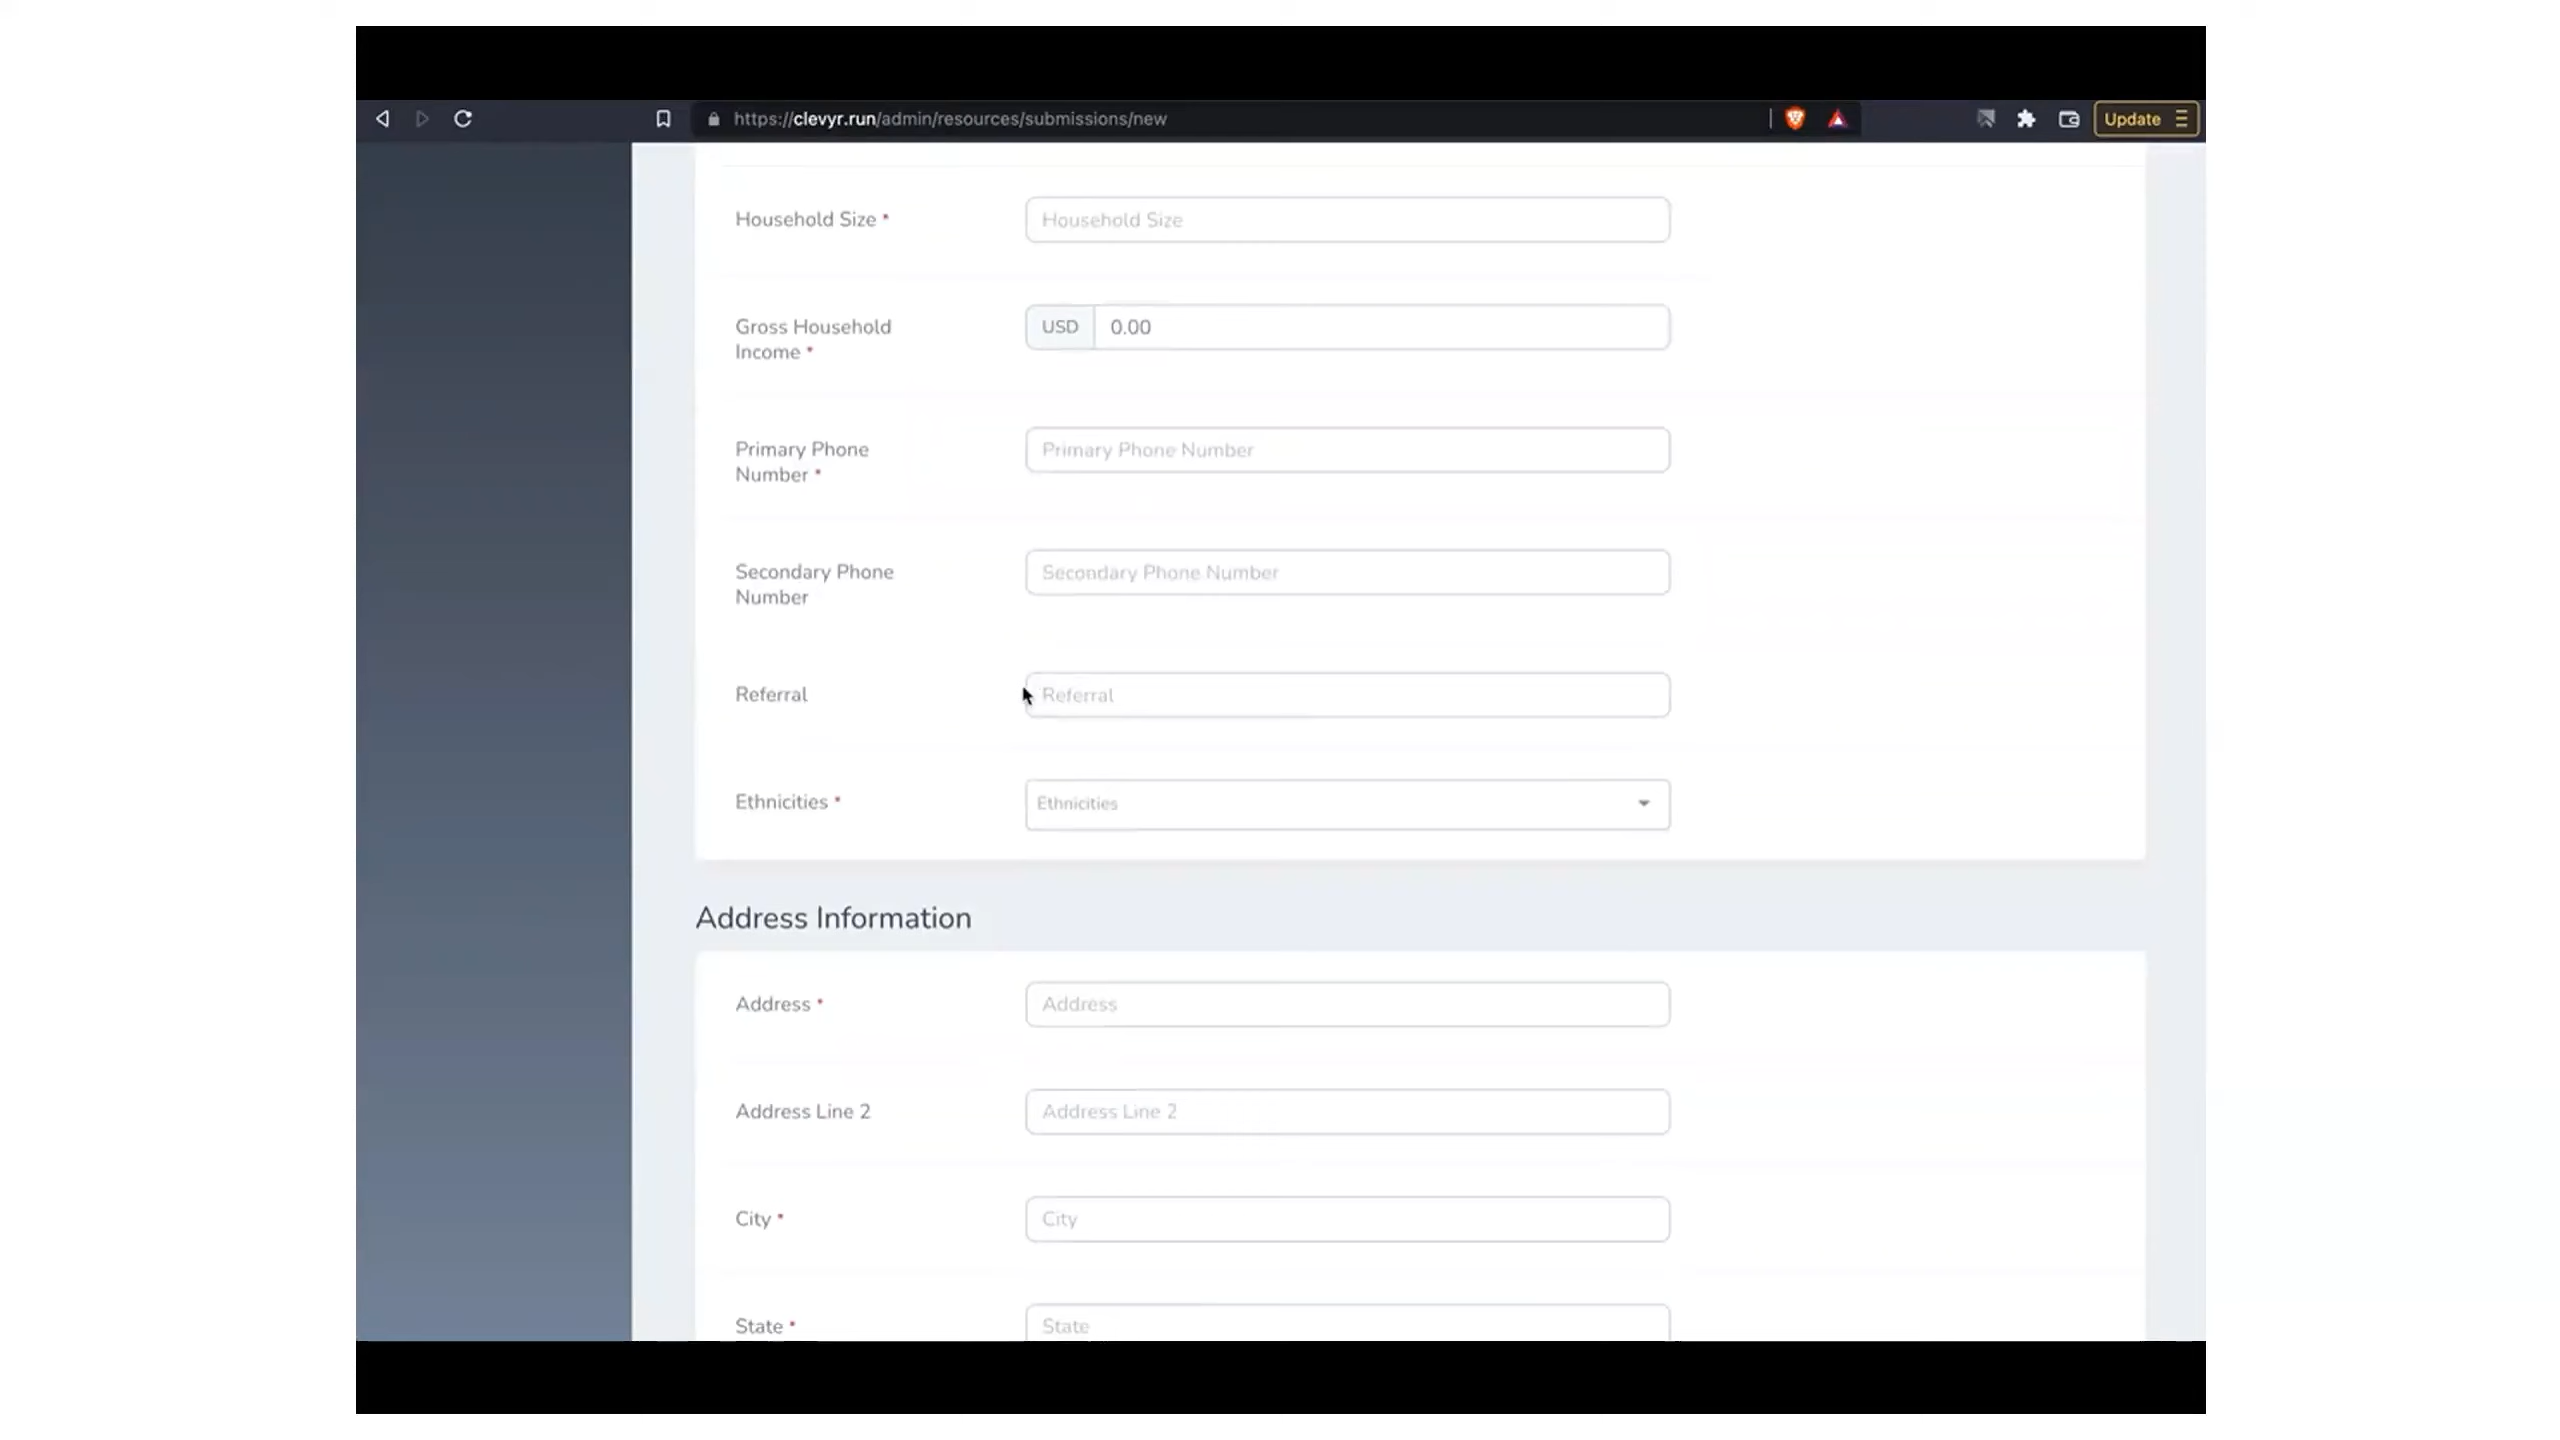 https://clevyr.run/admin/resources/submissions/new
Update
Household Size *
Household Size
Gross Household
Income *
USD
0.00
Primary Phone
Number *
Primary Phone Number
Secondary Phone
Number
Secondary Phone Number
Referral
Referral
Ethnicities *
Ethnicities
Address Information
Address *
Address
Address Line 2
Address Line 2
City *
City
State *
State